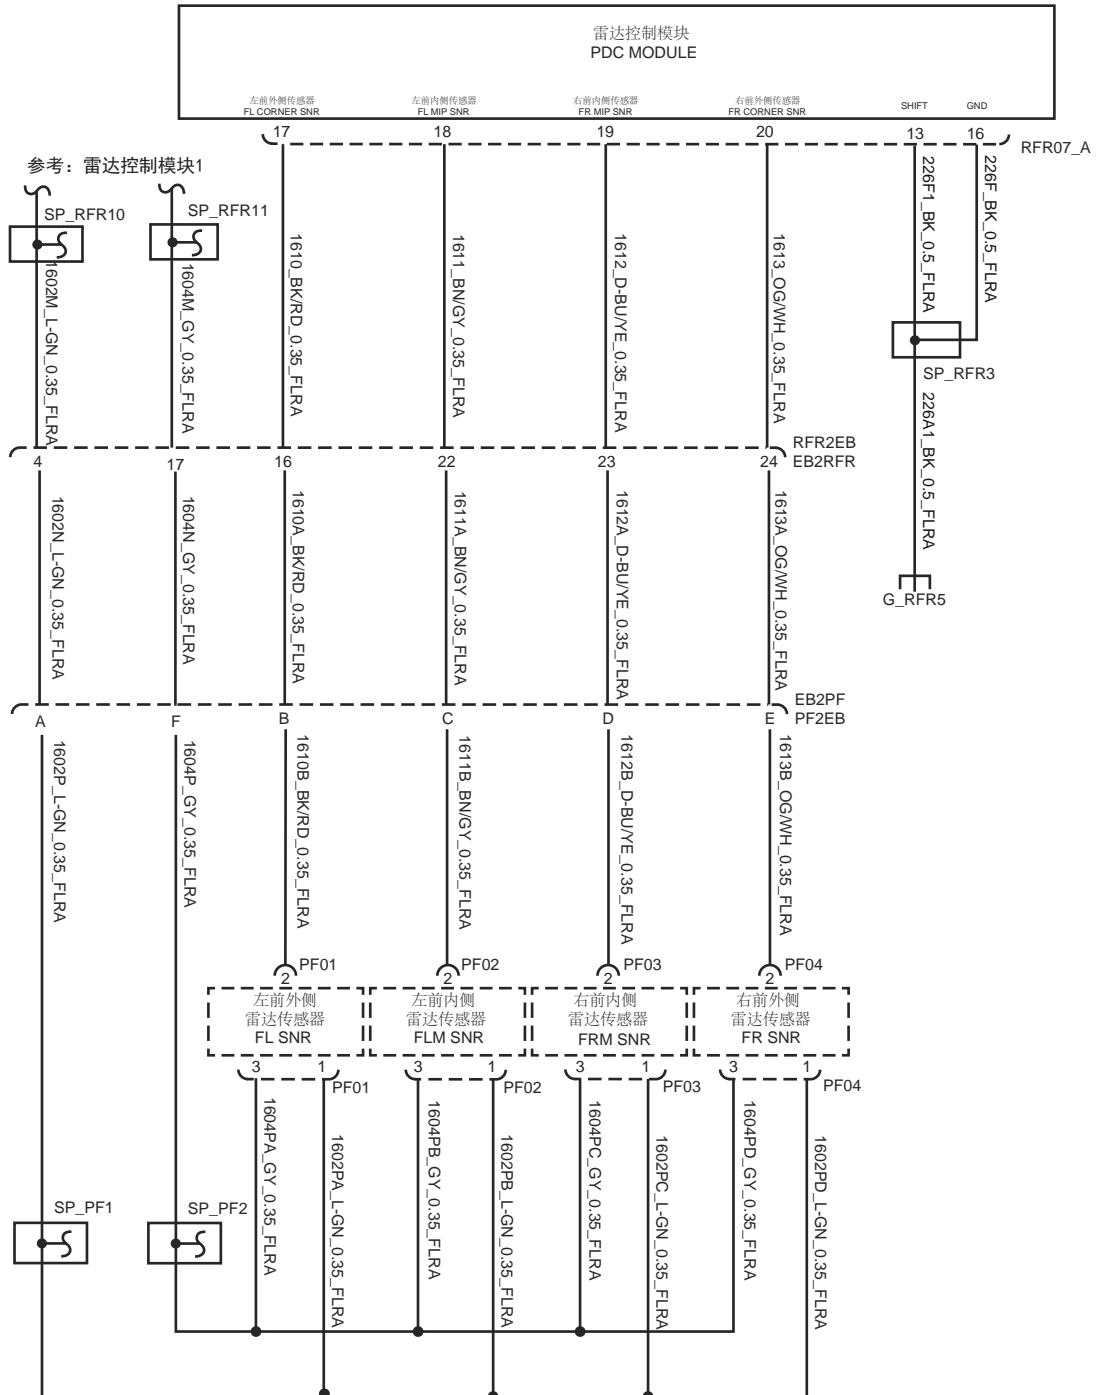 雷达控制模块
PDC MODULE
左前外侧传感器
FL CORNER SNR
左前内侧传感器
FL MIP SNR
右前内侧传感器
FR MIP SNR
右前外侧传感器
FR CORNER SNR
SHIFT
GND
17
18
19
20
13
16
RFR07_A
参考：雷达控制模块1
SP_RFR10
SP_RFR11
1602M_L-GN_0.35_FLRA
1604M_GY_0.35_FLRA
1610_BK/RD_0.35_FLRA
1611_BN/GY_0.35_FLRA
1612_D-BU/YE_0.35_FLRA
1613_OG/WH_0.35_FLRA
226F1_BK_0.5_FLRA
226F_BK_0.5_FLRA
SP_RFR3
226A1_BK_0.5_FLRA
G_RFR5
RFR2EB
EB2RFR
4
17
16
22
23
24
1602N_L-GN_0.35_FLRA
1604N_GY_0.35_FLRA
1610A_BK/RD_0.35_FLRA
1611A_BN/GY_0.35_FLRA
1612A_D-BU/YE_0.35_FLRA
1613A_OG/WH_0.35_FLRA
EB2PF
PF2EB
A
F
B
C
D
E
1602P_L-GN_0.35_FLRA
1604P_GY_0.35_FLRA
1610B_BK/RD_0.35_FLRA
1611B_BN/GY_0.35_FLRA
1612B_D-BU/YE_0.35_FLRA
1613B_OG/WH_0.35_FLRA
PF01
2
PF02
2
PF03
2
PF04
2
左前外侧
雷达传感器
FL SNR
左前内侧
雷达传感器
FLM SNR
右前内侧
雷达传感器
FRM SNR
右前外侧
雷达传感器
FR SNR
3
1
PF01
3
1
PF02
3
1
PF03
3
1
PF04
1604PA_GY_0.35_FLRA
1602PA_L-GN_0.35_FLRA
1604PB_GY_0.35_FLRA
1602PB_L-GN_0.35_FLRA
1604PC_GY_0.35_FLRA
1602PC_L-GN_0.35_FLRA
1604PD_GY_0.35_FLRA
1602PD_L-GN_0.35_FLRA
SP_PF1
SP_PF2